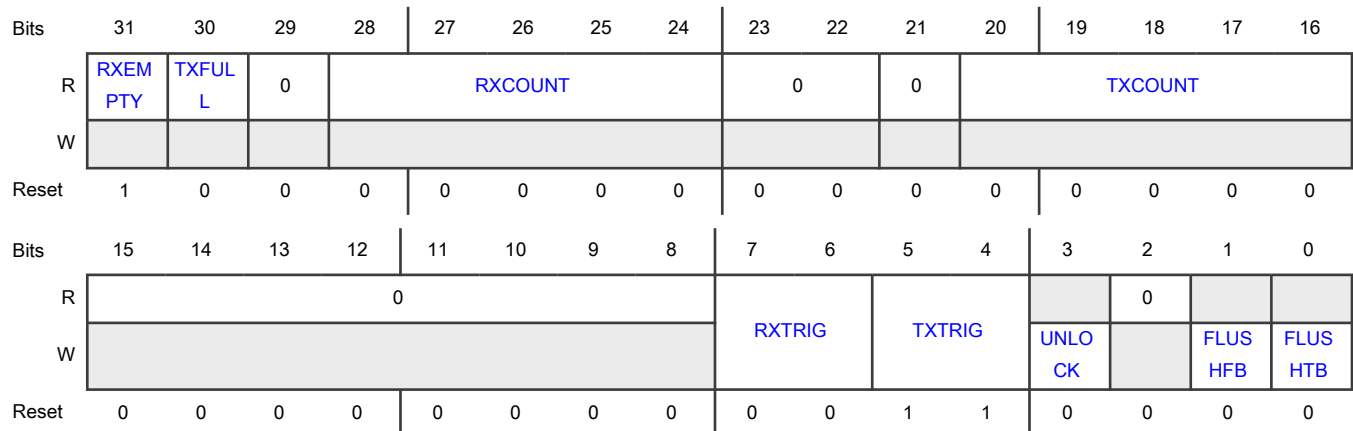 Bits 31 30 29 28 27 26 25 24 23 22 21 20 19 18 17 16
R RXEM PTY TXFUL L 0 RXCOUNT 0 0 TXCOUNT
W
Reset 1 0 0 0 0 0 0 0 0 0 0 0 0 0 0 0
Bits 15 14 13 12 11 10 9 8 7 6 5 4 3 2 1 0
R 0 RXTRIG TXTRIG 0
W UNLO CK FLUS HFB FLUS HTB
Reset 0 0 0 0 0 0 0 0 0 0 1 1 0 0 0 0